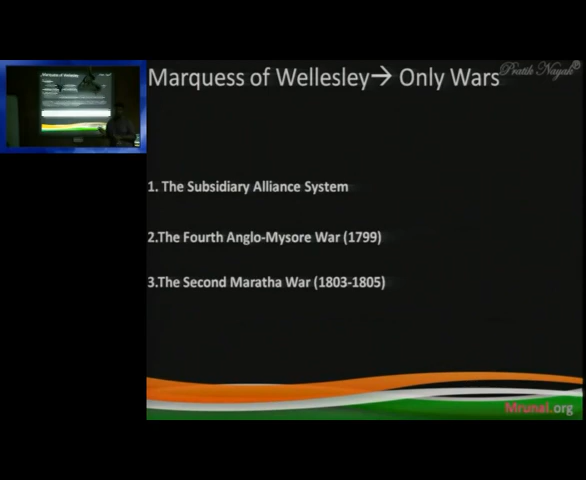 Marquess of Wellesley→ Only Wars
Pratik Nayak
1. The Subsidiary Alliance System
2.The Fourth Anglo-Mysore War (1799)
3.The Second Maratha War (1803-1805)
Mrunal.org